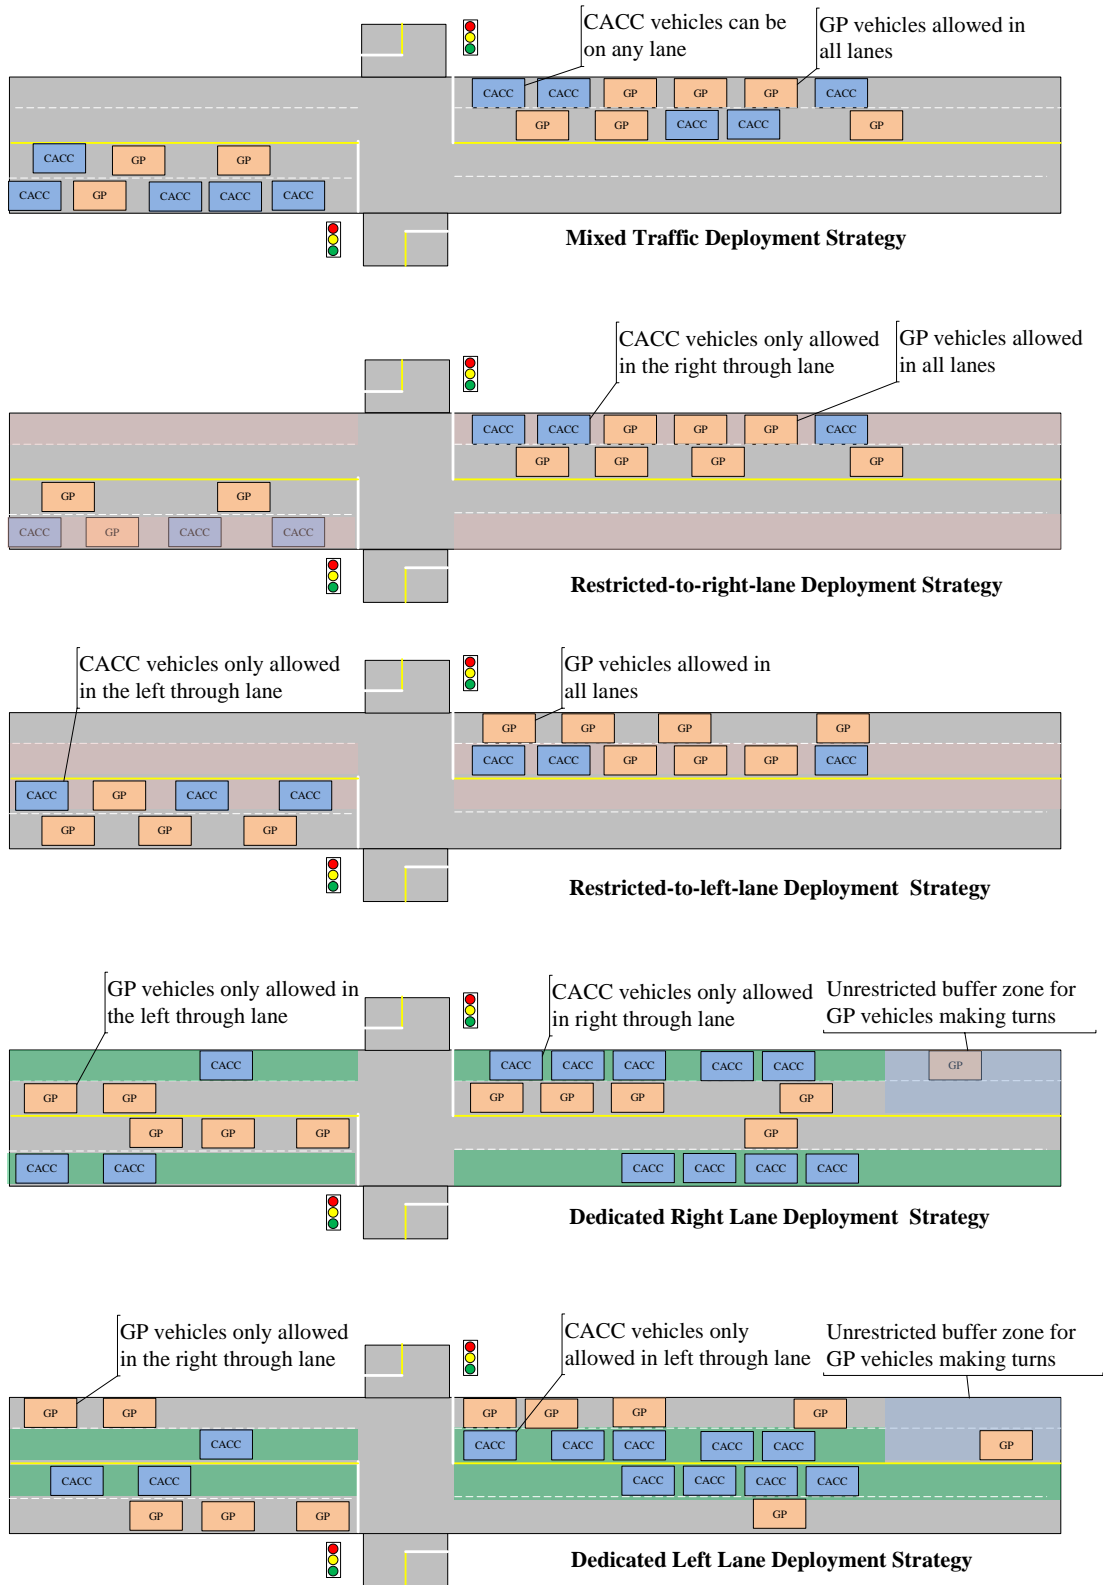 CACC vehicles can be
on any lane
GP vehicles allowed in
all lanes
CACC CACC GP GP GP CACC
GP GP CACC CACC GP
CACC GP GP
CACC GP CACC CACC CACC
Mixed Traffic Deployment Strategy
CACC vehicles only allowed
in the right through lane
GP vehicles allowed
in all lanes
CACC CACC GP GP GP CACC
GP GP GP GP
GP GP
CACC GP CACC CACC
Restricted-to-right-lane Deployment Strategy
CACC vehicles only allowed
in the left through lane
GP vehicles allowed in
all lanes
GP GP GP GP
CACC CACC GP GP GP CACC
CACC GP CACC CACC
GP GP GP
Restricted-to-left-lane Deployment Strategy
GP vehicles only allowed in
the left through lane
CACC vehicles only allowed
in right through lane
Unrestricted buffer zone for
GP vehicles making turns
CACC CACC CACC CACC CACC CACC GP
GP GP GP GP GP GP
GP GP GP GP
CACC CACC CACC CACC CACC CACC
Dedicated Right Lane Deployment Strategy
GP vehicles only allowed
in the right through lane
CACC vehicles only
allowed in left through lane
Unrestricted buffer zone for
GP vehicles making turns
GP GP GP GP GP GP
CACC CACC CACC CACC CACC CACC GP
CACC CACC CACC CACC CACC CACC
GP GP GP GP
Dedicated Left Lane Deployment Strategy